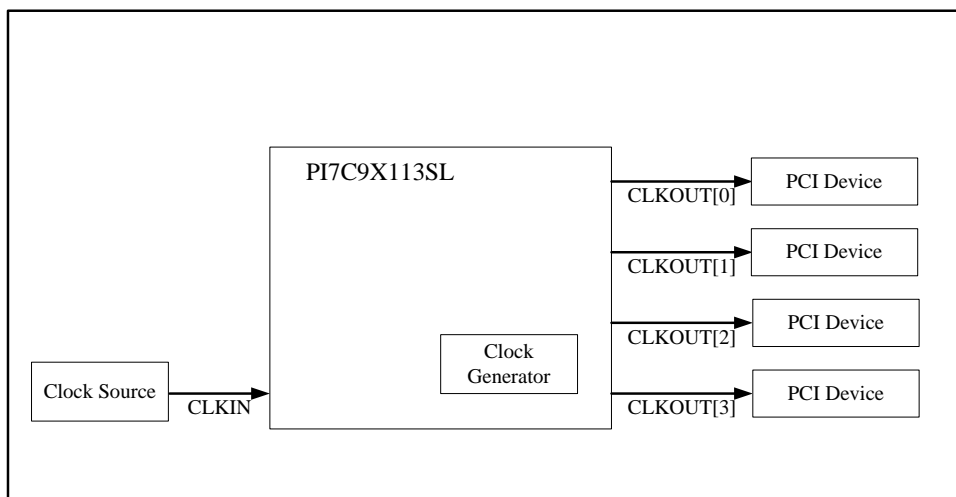 PI7C9X113SL
CLKOUT[0]
PCI Device
CLKOUT[1]
PCI Device
CLKOUT[2]
PCI Device
Clock
Generator
Clock Source
CLKIN
CLKOUT[3]
PCI Device